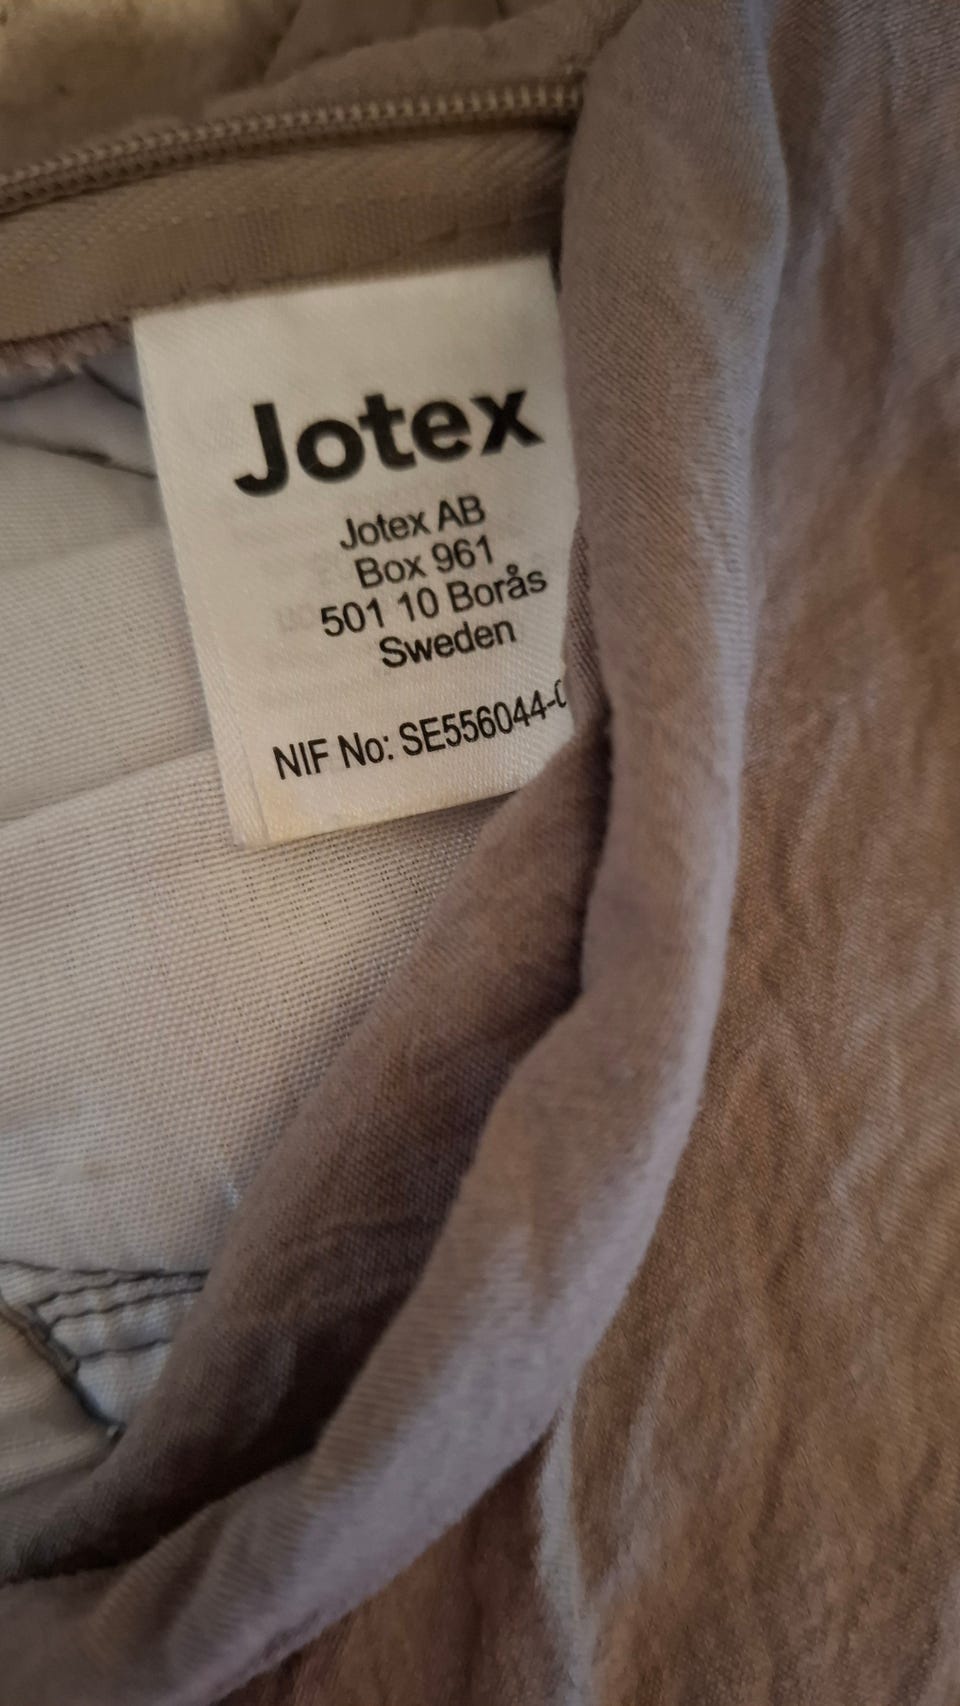 Jotex
Jotex AB
Box 961
501 10 Borås
Sweden
NIF No: SE556044-